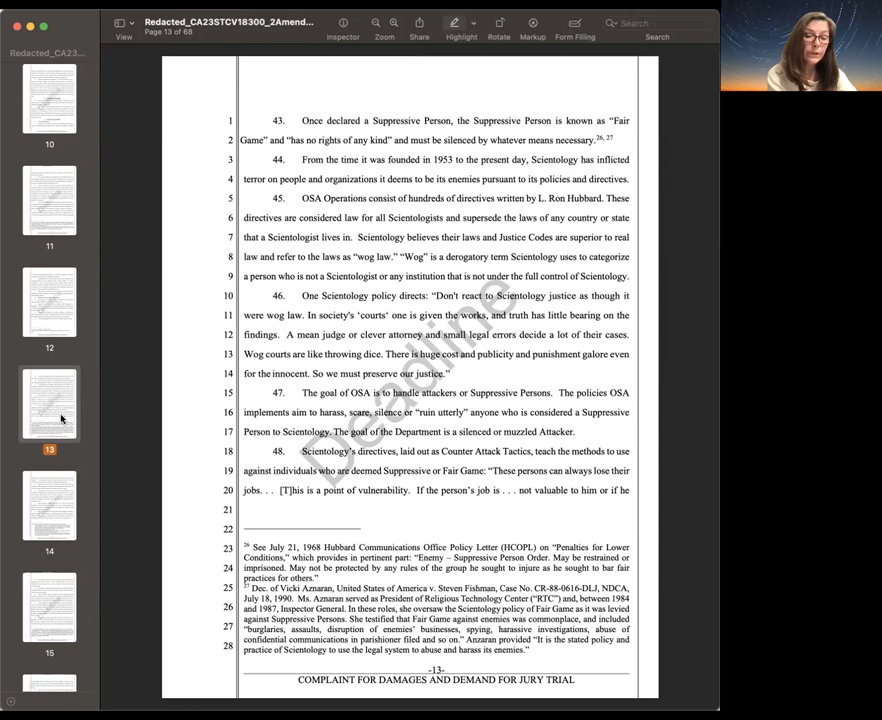 Redacted_CA23STCV18300_2Amend...
Page 13 of 68
View
Inspector
Zoom
Share
Highlight
Rotate
Markup
Form Filling
Search
Search
Redacted_CA23...
10
11
12
13
14
15
1 43. Once declared a Suppressive Person, the Suppressive Person is known as “Fair
2 Game” and “has no rights of any kind” and must be silenced by whatever means necessary.26, 27
3 44. From the time it was founded in 1953 to the present day, Scientology has inflicted
4 terror on people and organizations it deems to be its enemies pursuant to its policies and directives.
5 45. OSA Operations consist of hundreds of directives written by L. Ron Hubbard. These
6 directives are considered law for all Scientologists and supersede the laws of any country or state
7 that a Scientologist lives in. Scientology believes their laws and Justice Codes are superior to real
8 law and refer to the laws as “wog law.” “Wog” is a derogatory term Scientology uses to categorize
9 a person who is not a Scientologist or any institution that is not under the full control of Scientology.
10 46. One Scientology policy directs: “Don't react to Scientology justice as though it
11 were wog law. In society's ‘courts‘ one is given the works, and truth has little bearing on the
12 findings. A mean judge or clever attorney and small legal errors decide a lot of their cases.
13 Wog courts are like throwing dice. There is huge cost and publicity and punishment galore even
14 for the innocent. So we must preserve our justice.”
15 47. The goal of OSA is to handle attackers or Suppressive Persons. The policies OSA
16 implements aim to harass, scare, silence or “ruin utterly” anyone who is considered a Suppressive
17 Person to Scientology. The goal of the Department is a silenced or muzzled Attacker.
18 48. Scientology’s directives, laid out as Counter Attack Tactics, teach the methods to use
19 against individuals who are deemed Suppressive or Fair Game: “These persons can always lose their
20 jobs. . . [T]his is a point of vulnerability. If the person’s job is . . . not valuable to him or if he
21
22
23 26 See July 21, 1968 Hubbard Communications Office Policy Letter (HCOPL) on “Penalties for Lower
Conditions,” which provides in pertinent part: “Enemy – Suppressive Person Order. May be restrained or
24 imprisoned. May not be protected by any rules of the group he sought to injure as he sought to bar fair
practices for others.”
25 27 Dec. of Vicki Aznaran, United States of America v. Steven Fishman, Case No. CR-88-0616-DLJ, NDCA,
July 18, 1990. Ms. Aznaran served as President of Religious Technology Center (“RTC”) and, between 1984
26 and 1987, Inspector General. In these roles, she oversaw the Scientology policy of Fair Game as it was levied
against Suppressive Persons. She testified that Fair Game against enemies was commonplace, and included
27 “burglaries, assaults, disruption of enemies’ businesses, spying, harassive investigations, abuse of
confidential communications in parishioner filed and so on.” Aznaran provided “It is the stated policy and
28 practice of Scientology to use the legal system to abuse and harass its enemies.”
-13-
COMPLAINT FOR DAMAGES AND DEMAND FOR JURY TRIAL
Deadline